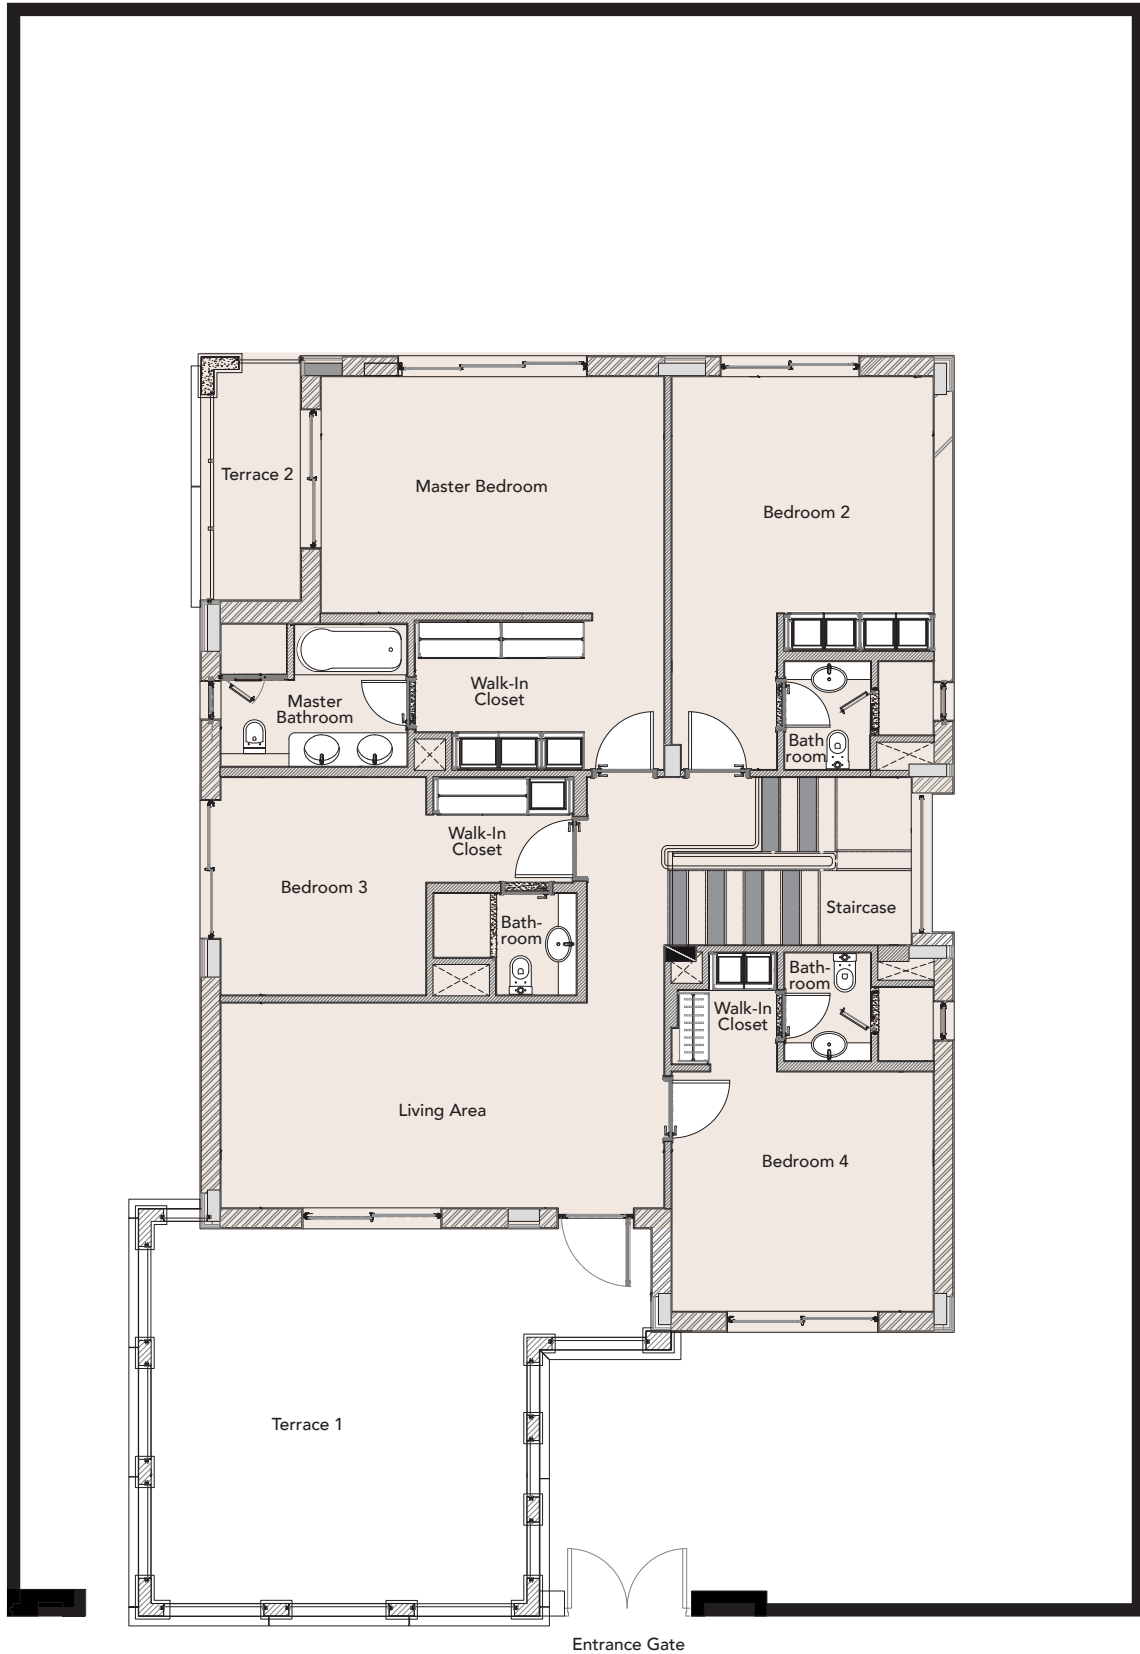 Terrace 2
Master Bedroom
Bedroom 2
Walk-In
Closet
Master
Bathroom
Bath
room
Walk-In
Closet
Bedroom 3
Bath-
room
Staircase
Bath-
room
Walk-In
Closet
Living Area
Bedroom 4
Terrace 1
Entrance Gate